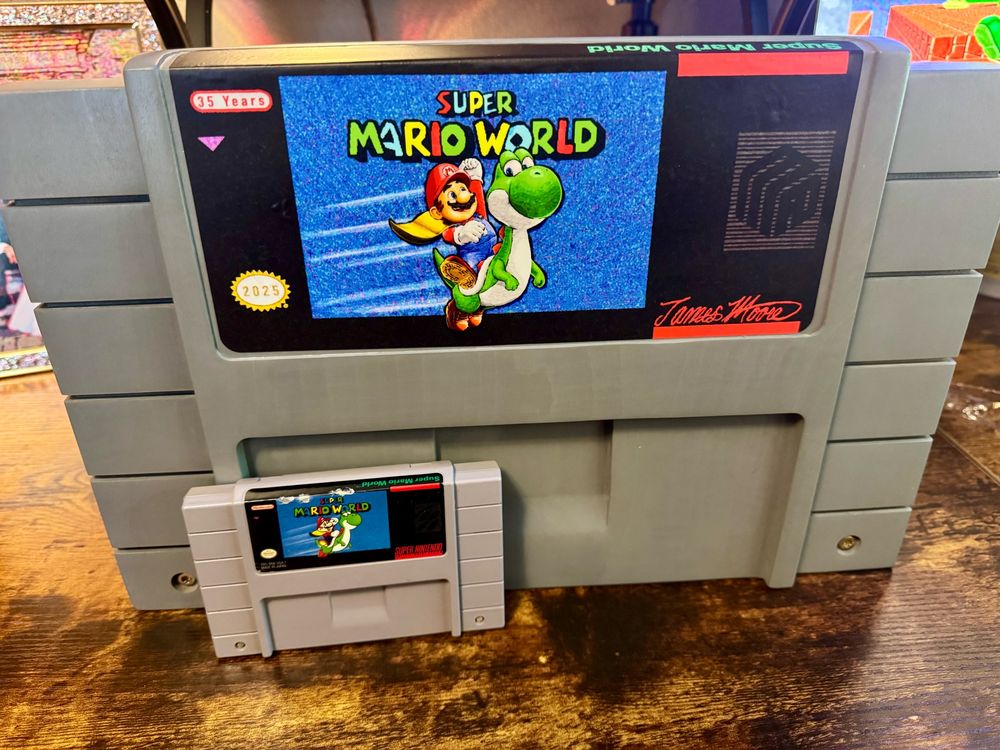 Super Mario World
35 Years
SUPER
MARIO WORLD
2025
James Moore
Super Mario World
SUPER
MARIO WORLD
SUPER NINTENDO